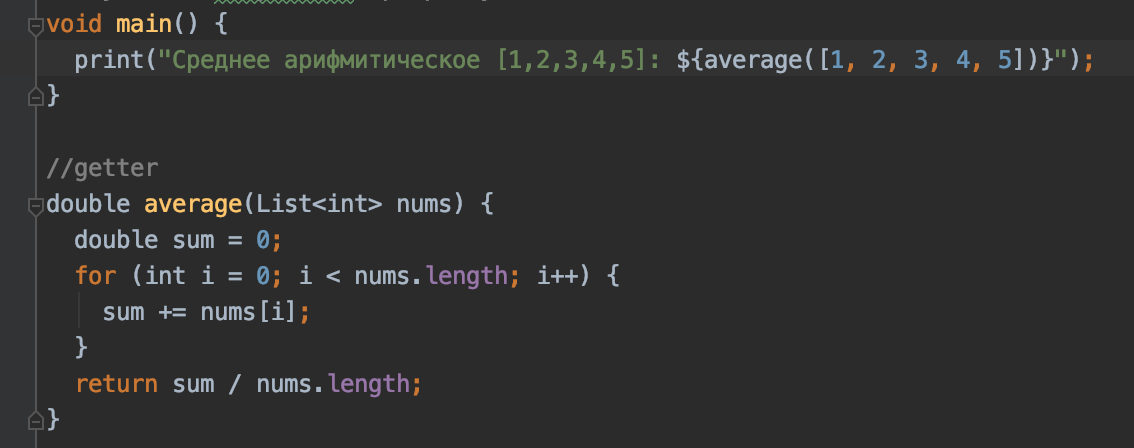 void main() {
  print("Среднее арифмитическое [1,2,3,4,5]: ${average([1, 2, 3, 4, 5])}");
}
//getter
double average(List<int> nums) {
  double sum = 0;
  for (int i = 0; i < nums.length; i++) {
    sum += nums[i];
  }
  return sum / nums.length;
}